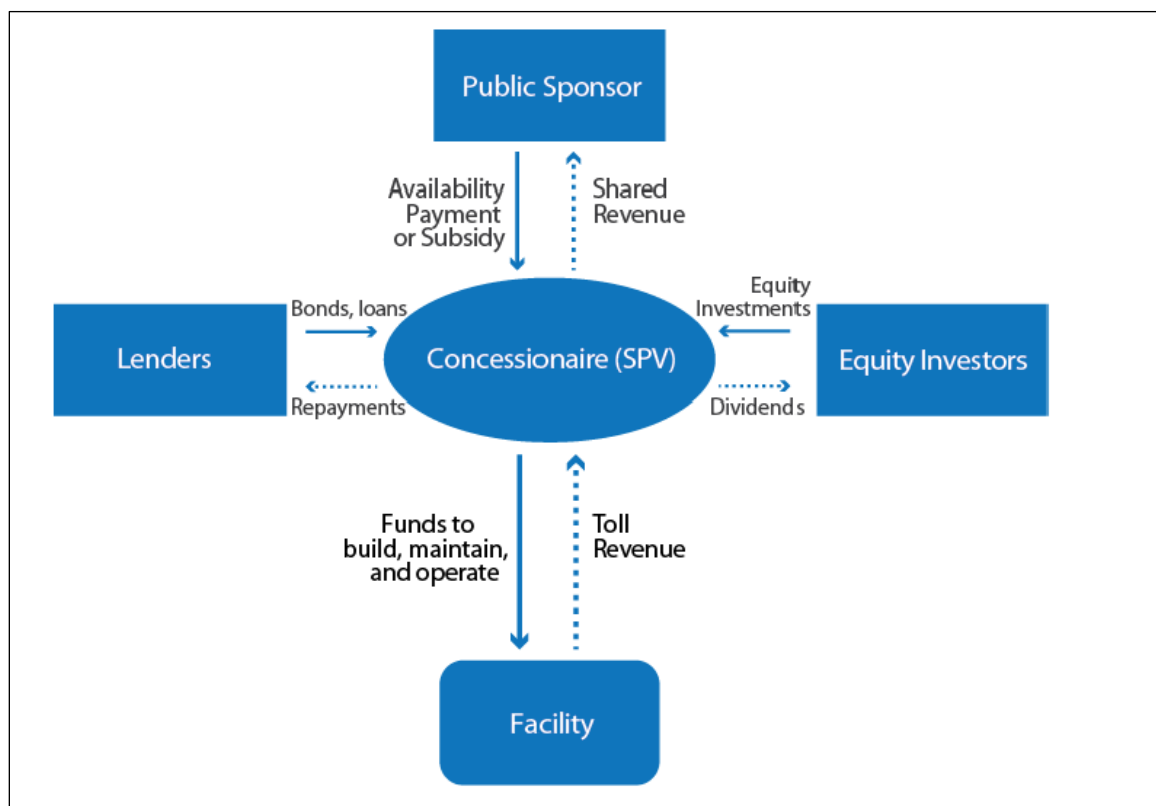 Public Sponsor
Availability
Payment
or Subsidy
Shared
Revenue
Bonds, loans
Equity
Investments
Lenders
Concessionaire (SPV)
Equity Investors
Repayments
Dividends
Funds to
build, maintain,
and operate
Toll
Revenue
Facility